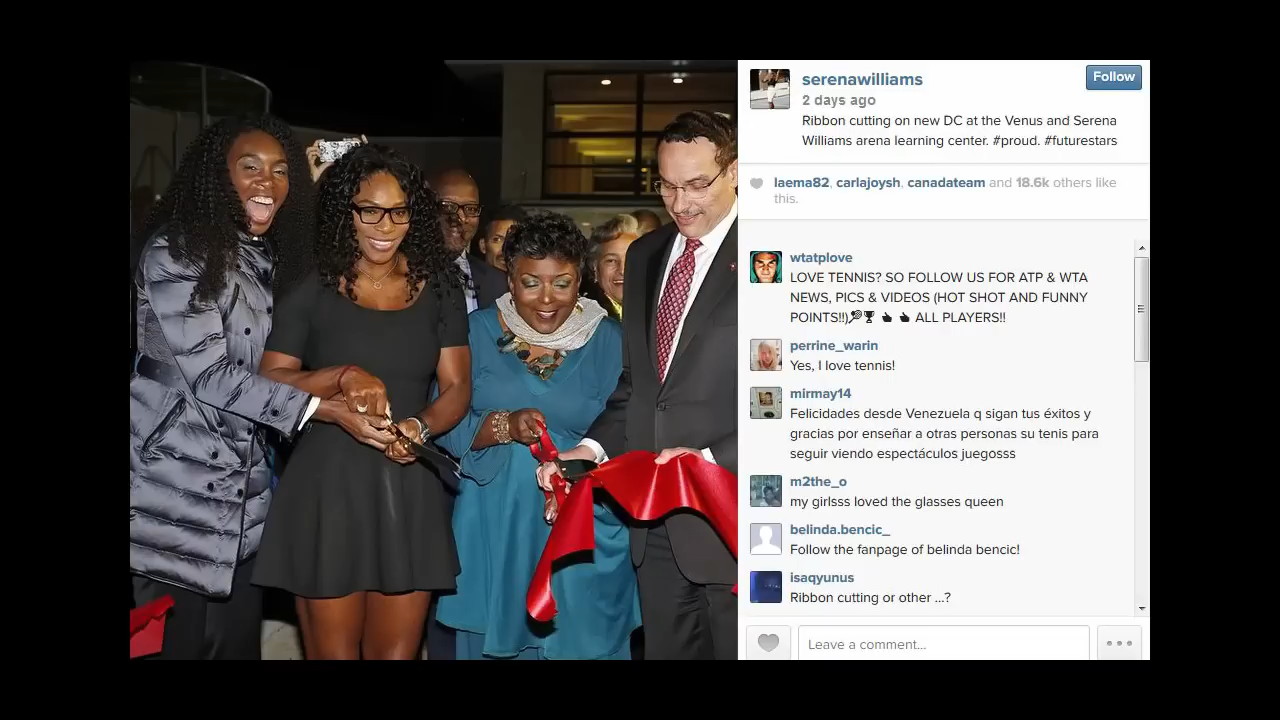 serenawilliams
Follow
2 days ago
Ribbon cutting on new DC at the Venus and Serena
Williams arena learning center. #proud. #futurestars
laema82, carlajoysh, canadateam and 18.6k others like
this.
wtatplove
LOVE TENNIS? SO FOLLOW US FOR ATP & WTA
NEWS, PICS & VIDEOS (HOT SHOT AND FUNNY
POINTS!!) ALL PLAYERS!!
perrine_warin
Yes, I love tennis!
mirmay14
Felicidades desde Venezuela q sigan tus éxitos y
gracias por enseñar a otras personas su tenis para
seguir viendo espectáculos juegosss
m2the_o
my girlsss loved the glasses queen
belinda.bencic_
Follow the fanpage of belinda bencic!
isaqyunus
Ribbon cutting or other ...?
Leave a comment...